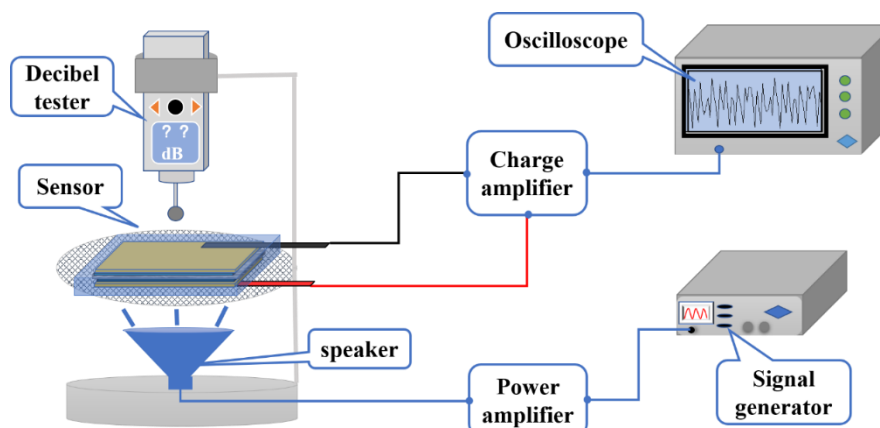 Oscilloscope
Decibel
tester
? ?
dB
Charge
amplifier
Sensor
speaker
Power
amplifier
Signal
generator